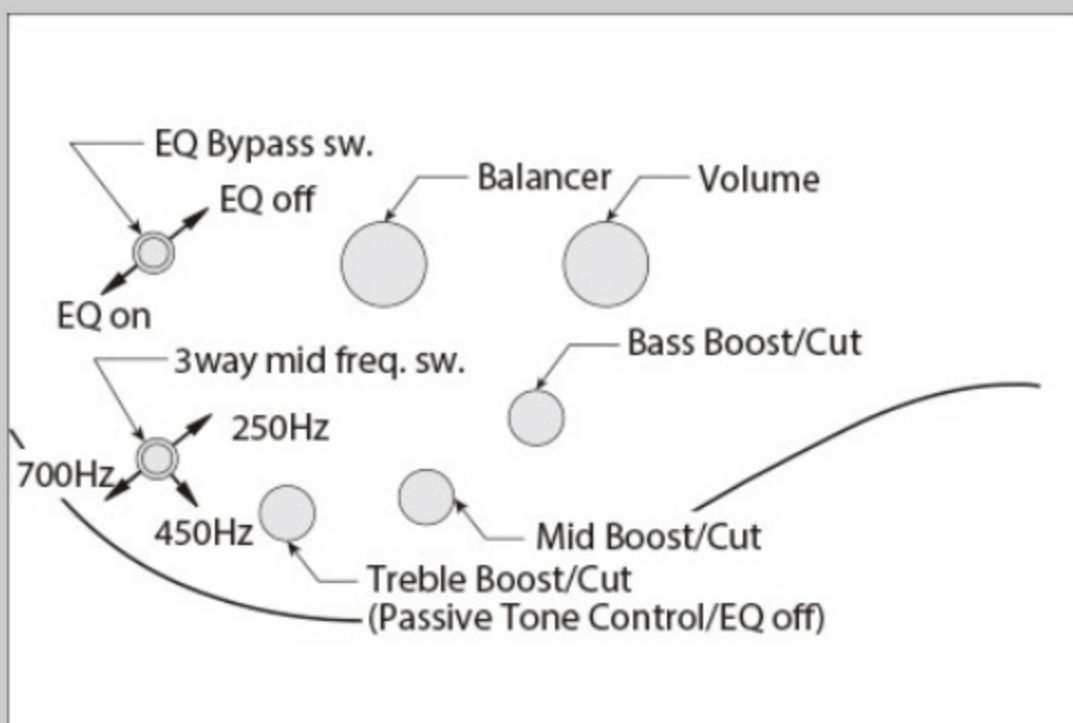 EQ Bypass sw.
EQ off
Balancer
Volume
EQ on
3way mid freq. sw.
Bass Boost/Cut
250Hz
700Hz
450Hz
Mid Boost/Cut
Treble Boost/Cut
(Passive Tone Control/EQ off)